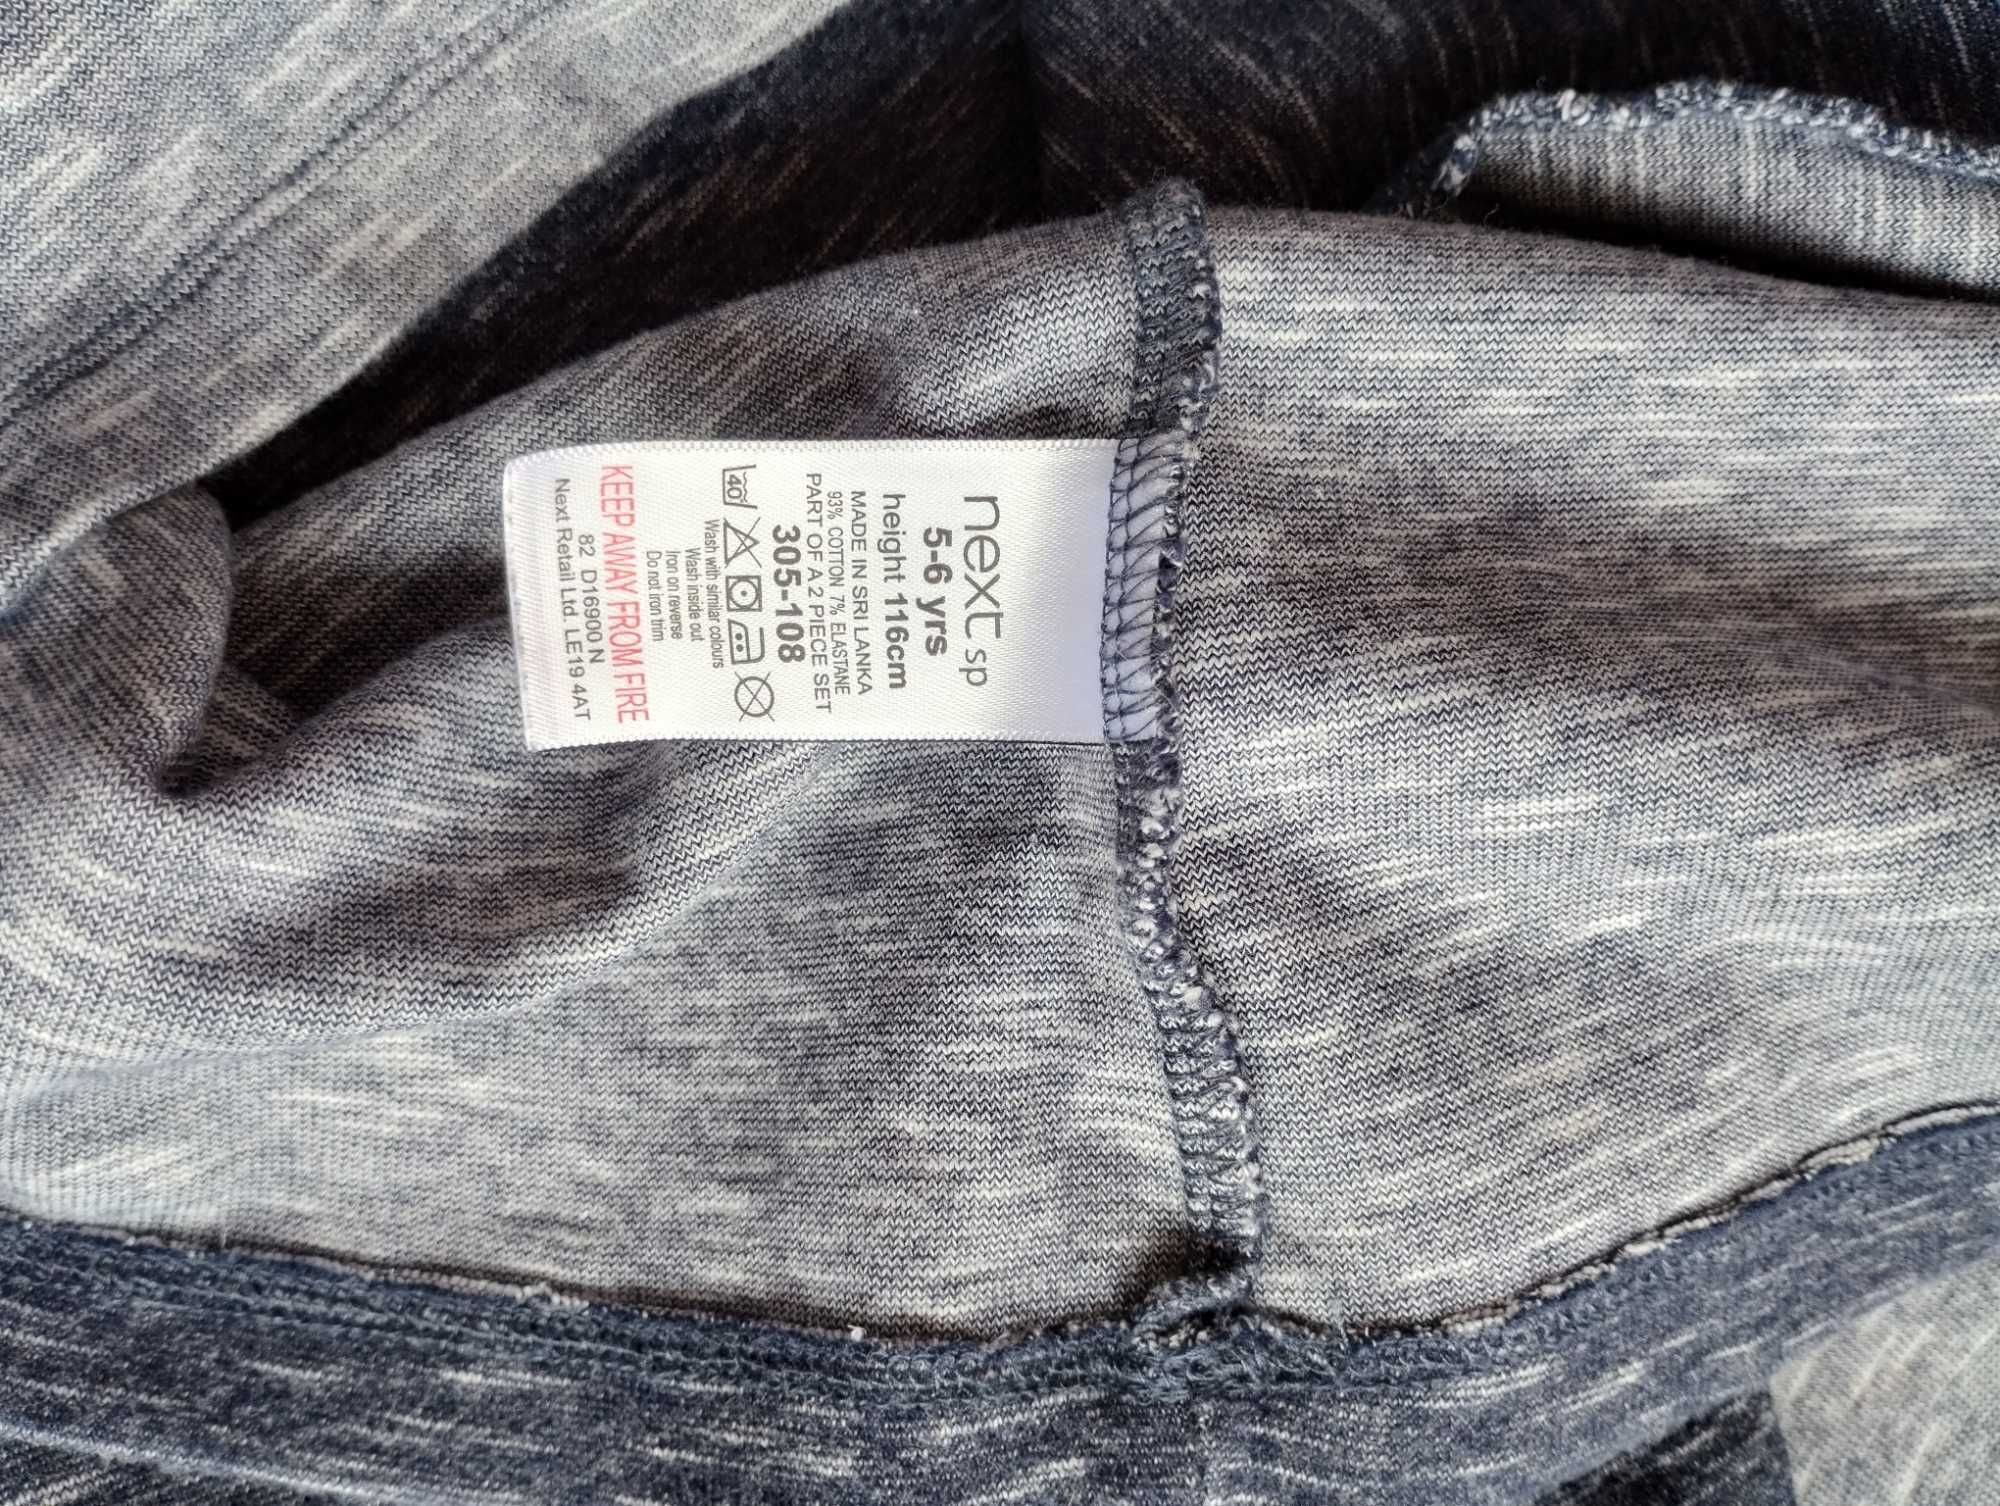 next sp
5-6 yrs
height 116cm
MADE IN SRI LANKA
93% COTTON 7% ELASTANE
PART OF A 2 PIECE SET
305-108
40
Wash with similar colours
Wash inside out
Iron on reverse
Do not iron trim
KEEP AWAY FROM FIRE
82 D16900 N
Next Retail Ltd. LE19 4AT